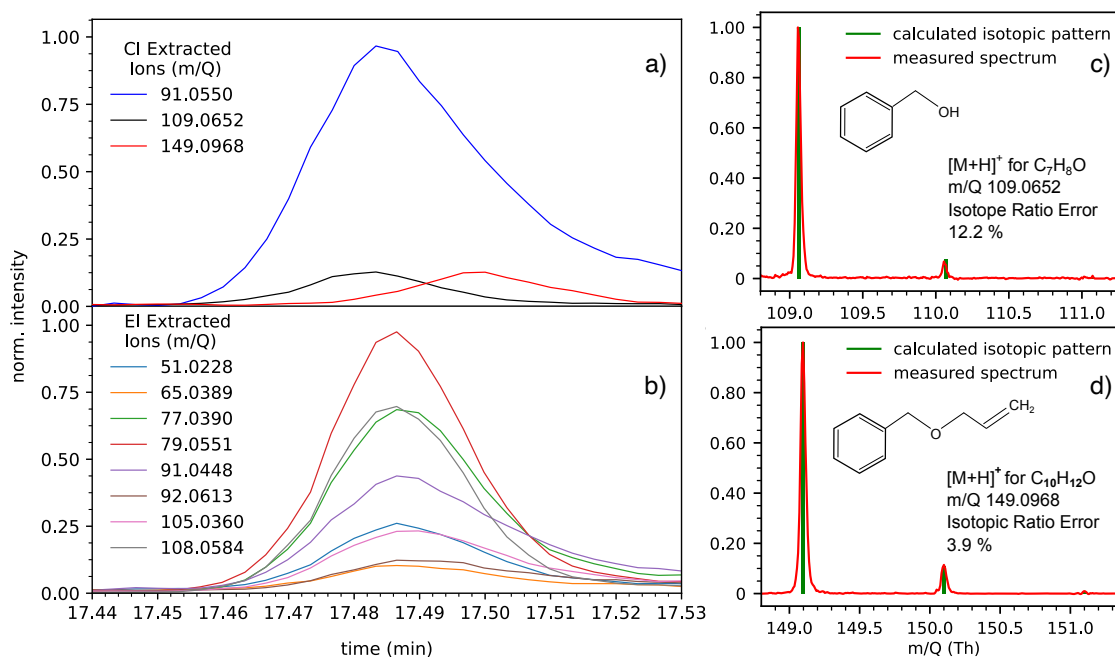 1.00
0.75
0.50
0.25
0.00
CI Extracted
Ions (m/Q)
91.0550
109.0652
149.0968
a)
1.00
0.75
0.50
0.25
0.00
EI Extracted
Ions (m/Q)
51.0228
65.0389
77.0390
79.0551
91.0448
92.0613
105.0360
108.0584
b)
norm. intensity
17.44 17.45 17.46 17.47 17.48 17.49 17.50 17.51 17.52 17.53
time (min)
1.00
0.80
0.60
0.40
0.20
0
calculated isotopic pattern
measured spectrum
c)
OH
[M+H]⁺ for C₇H₈O
m/Q 109.0652
Isotope Ratio Error
12.2 %
109.0 109.5 110.0 110.5 111.0
1.00
0.80
0.60
0.40
0.20
0
calculated isotopic pattern
measured spectrum
d)
CH₂
O
[M+H]⁺ for C₁₀H₁₂O
m/Q 149.0968
Isotopic Ratio Error
3.9 %
149.0 149.5 150.0 150.5 151.0
m/Q (Th)